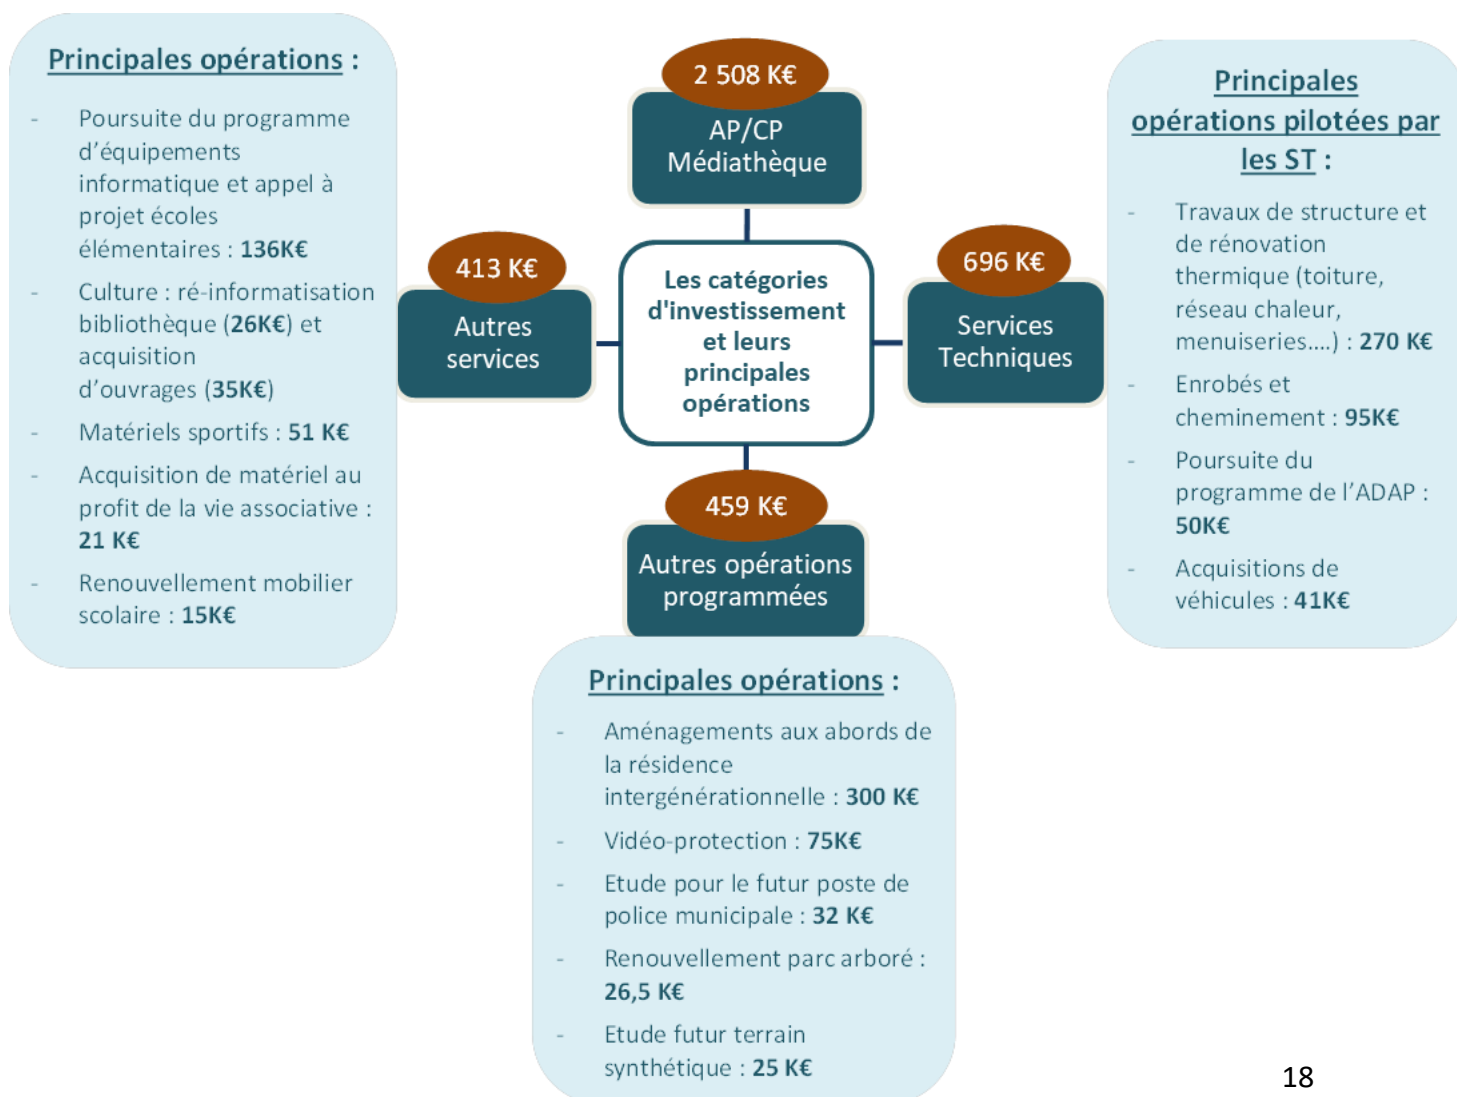 Principales opérations :
- Poursuite du programme
d’équipements
informatique et appel à
projet écoles
élémentaires : 136K€
- Culture : ré-informatisation
bibliothèque (26K€) et
acquisition
d’ouvrages (35K€)
- Matériels sportifs : 51 K€
- Acquisition de matériel au
profit de la vie associative :
21 K€
- Renouvellement mobilier
scolaire : 15K€
413 K€
Autres
services
2 508 K€
AP/CP
Médiathèque
Les catégories
d'investissement
et leurs
principales
opérations
696 K€
Services
Techniques
Principales
opérations pilotées par
les ST :
- Travaux de structure et
de rénovation
thermique (toiture,
réseau chaleur,
menuiseries....) : 270 K€
- Enrobés et
cheminement : 95K€
- Poursuite du
programme de l’ADAP :
50K€
- Acquisitions de
véhicules : 41K€
459 K€
Autres opérations
programmées
Principales opérations :
- Aménagements aux abords de
la résidence
intergénérationnelle : 300 K€
- Vidéo-protection : 75K€
- Etude pour le futur poste de
police municipale : 32 K€
- Renouvellement parc arboré :
26,5 K€
- Etude futur terrain
synthétique : 25 K€
18